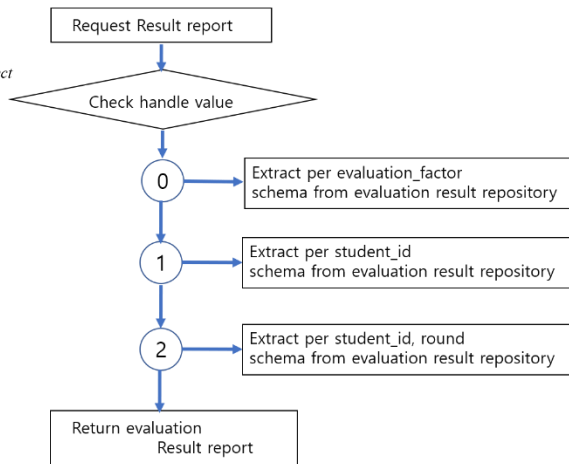 Request Result report
ect
Check handle value
0
Extract per evaluation_factor
schema from evaluation result repository
1
Extract per student_id
schema from evaluation result repository
2
Extract per student_id, round
schema from evaluation result repository
Return evaluation
Result report